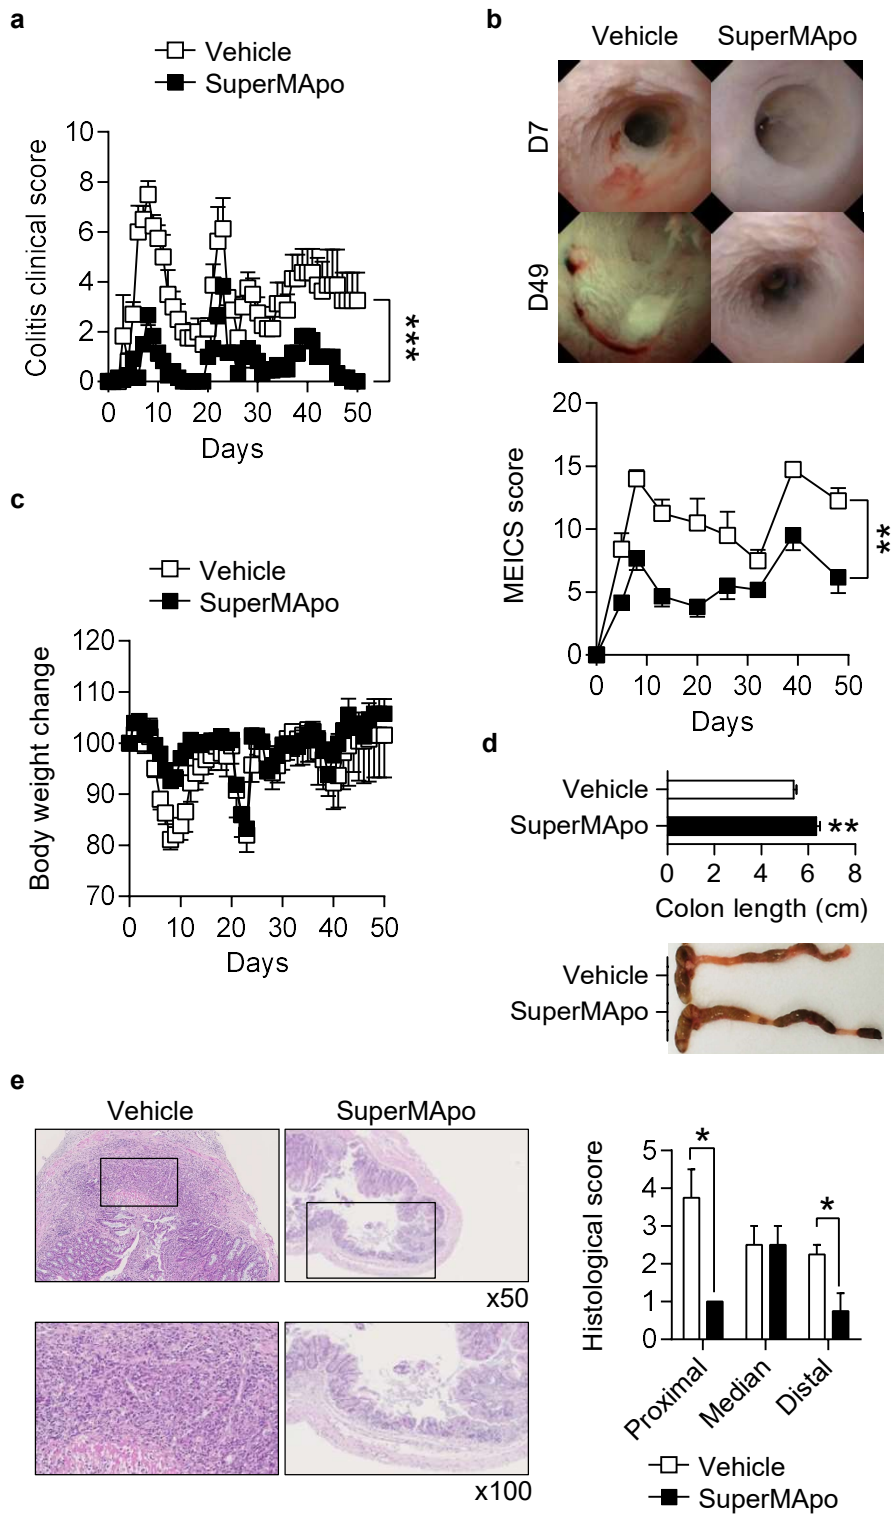 a
Vehicle
SuperMApo
Colitis clinical score
10
8
6
4
2
0
0 10 20 30 40 50
Days
***
b
Vehicle SuperMApo
D7
D49
MEICS score
20
15
10
5
0
0 10 20 30 40 50
Days
**
c
Vehicle
SuperMApo
Body weight change
120
110
100
90
80
70
0 10 20 30 40 50
Days
d
Vehicle
SuperMApo
**
0 2 4 6 8
Colon length (cm)
Vehicle
SuperMApo
e
Vehicle SuperMApo
x50
x100
Histological score
5
4
3
2
1
0
*
*
Proximal
Median
Distal
Vehicle
SuperMApo